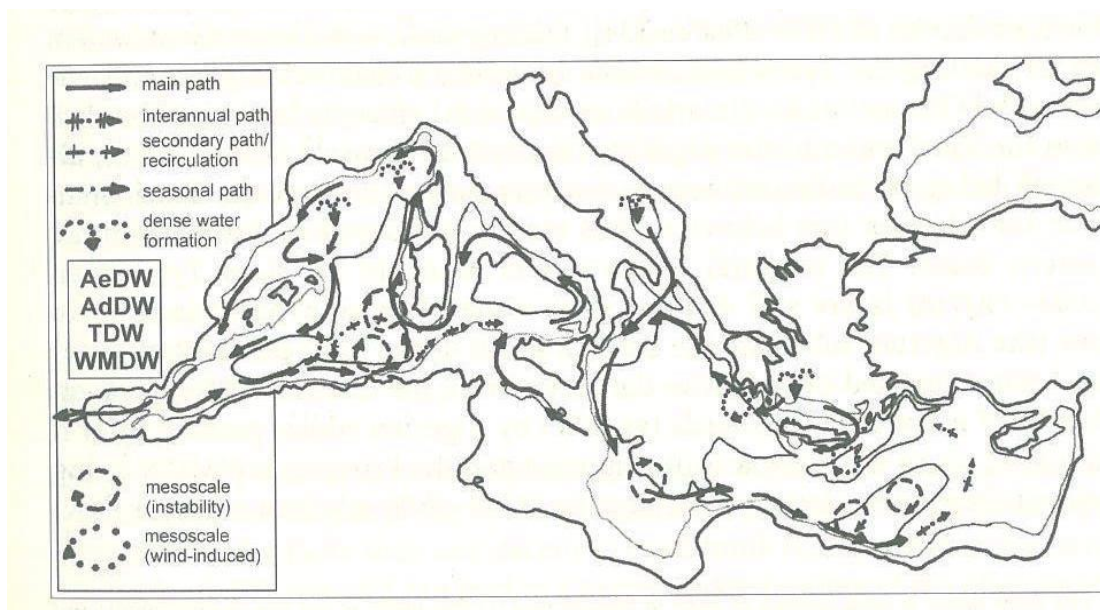 main path
interannual path
secondary path/
recirculation
seasonal path
dense water
formation
AeDW
AdDW
TDW
WMDW
mesoscale
(instability)
mesoscale
(wind-induced)